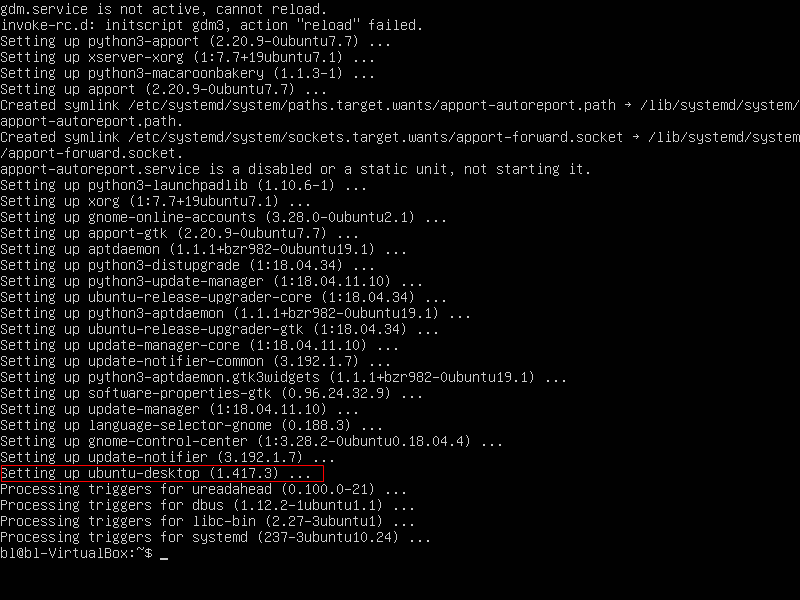 gdm.service is not active, cannot reload.
invoke-rc.d: initscript gdm3, action "reload" failed.
Setting up python3-apport (2.20.9-0ubuntu7.7) ...
Setting up xserver-xorg (1:7.7+19ubuntu7.1) ...
Setting up python3-macaroonbakery (1.1.3-1) ...
Setting up apport (2.20.9-0ubuntu7.7) ...
Created symlink /etc/systemd/system/paths.target.wants/apport-autoreport.path → /lib/systemd/system/
apport-autoreport.path.
Created symlink /etc/systemd/system/sockets.target.wants/apport-forward.socket → /lib/systemd/system
/apport-forward.socket.
apport-autoreport.service is a disabled or a static unit, not starting it.
Setting up python3-launchpadlib (1.10.6-1) ...
Setting up xorg (1:7.7+19ubuntu7.1) ...
Setting up gnome-online-accounts (3.28.0-0ubuntu2.1) ...
Setting up apport-gtk (2.20.9-0ubuntu7.7) ...
Setting up aptdaemon (1.1.1+bzr982-0ubuntu19.1) ...
Setting up python3-distupgrade (1:18.04.34) ...
Setting up python3-update-manager (1:18.04.11.10) ...
Setting up ubuntu-release-upgrader-core (1:18.04.34) ...
Setting up python3-aptdaemon (1.1.1+bzr982-0ubuntu19.1) ...
Setting up ubuntu-release-upgrader-gtk (1:18.04.34) ...
Setting up update-manager-core (1:18.04.11.10) ...
Setting up update-notifier-common (3.192.1.7) ...
Setting up python3-aptdaemon.gtk3widgets (1.1.1+bzr982-0ubuntu19.1) ...
Setting up software-properties-gtk (0.96.24.32.9) ...
Setting up update-manager (1:18.04.11.10) ...
Setting up language-selector-gnome (0.188.3) ...
Setting up gnome-control-center (1:3.28.2-0ubuntu0.18.04.4) ...
Setting up update-notifier (3.192.1.7) ...
Setting up ubuntu-desktop (1.417.3) ...
Processing triggers for ureadahead (0.100.0-21) ...
Processing triggers for dbus (1.12.2-1ubuntu1.1) ...
Processing triggers for libc-bin (2.27-3ubuntu1) ...
Processing triggers for systemd (237-3ubuntu10.24) ...
bl@bl-VirtualBox:~$ _